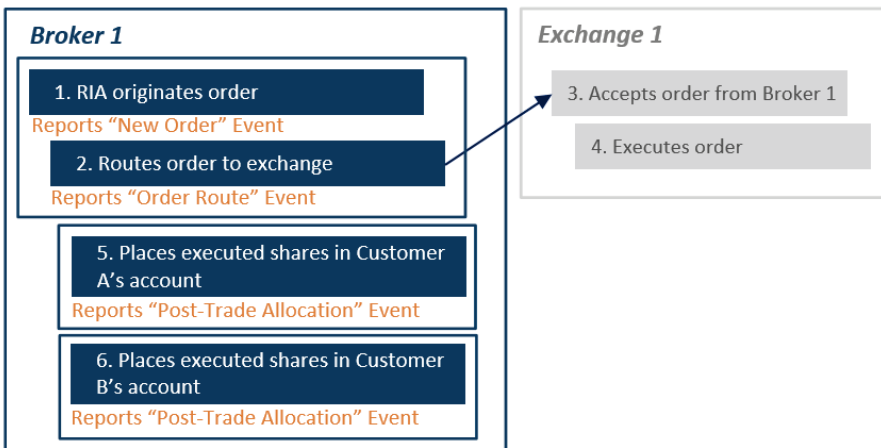 Broker 1
1. RIA originates order
Reports “New Order” Event
2. Routes order to exchange
Reports “Order Route” Event
5. Places executed shares in Customer
A’s account
Reports “Post-Trade Allocation” Event
6. Places executed shares in Customer
B’s account
Reports “Post-Trade Allocation” Event
Exchange 1
3. Accepts order from Broker 1
4. Executes order